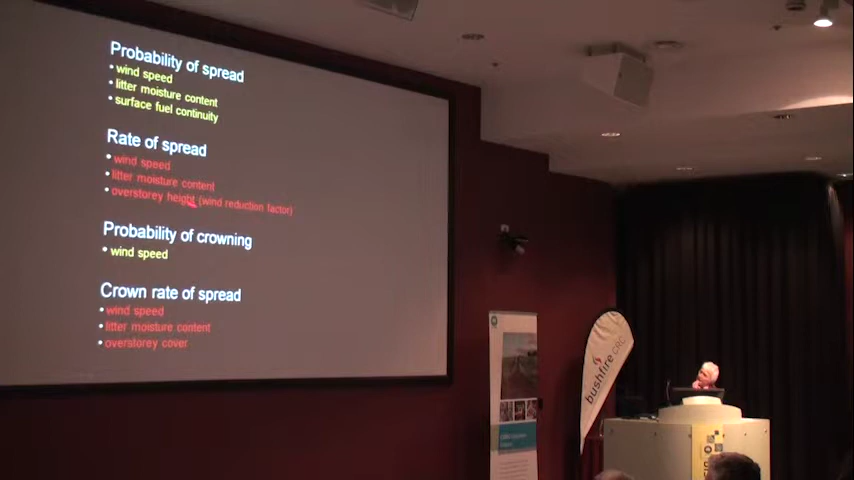 Probability of spread
• wind speed
• litter moisture content
• surface fuel continuity
Rate of spread
• wind speed
• litter moisture content
• overstorey height (wind reduction factor)
Probability of crowning
• wind speed
Crown rate of spread
• wind speed
• litter moisture content
• overstorey cover
bushfire CRC